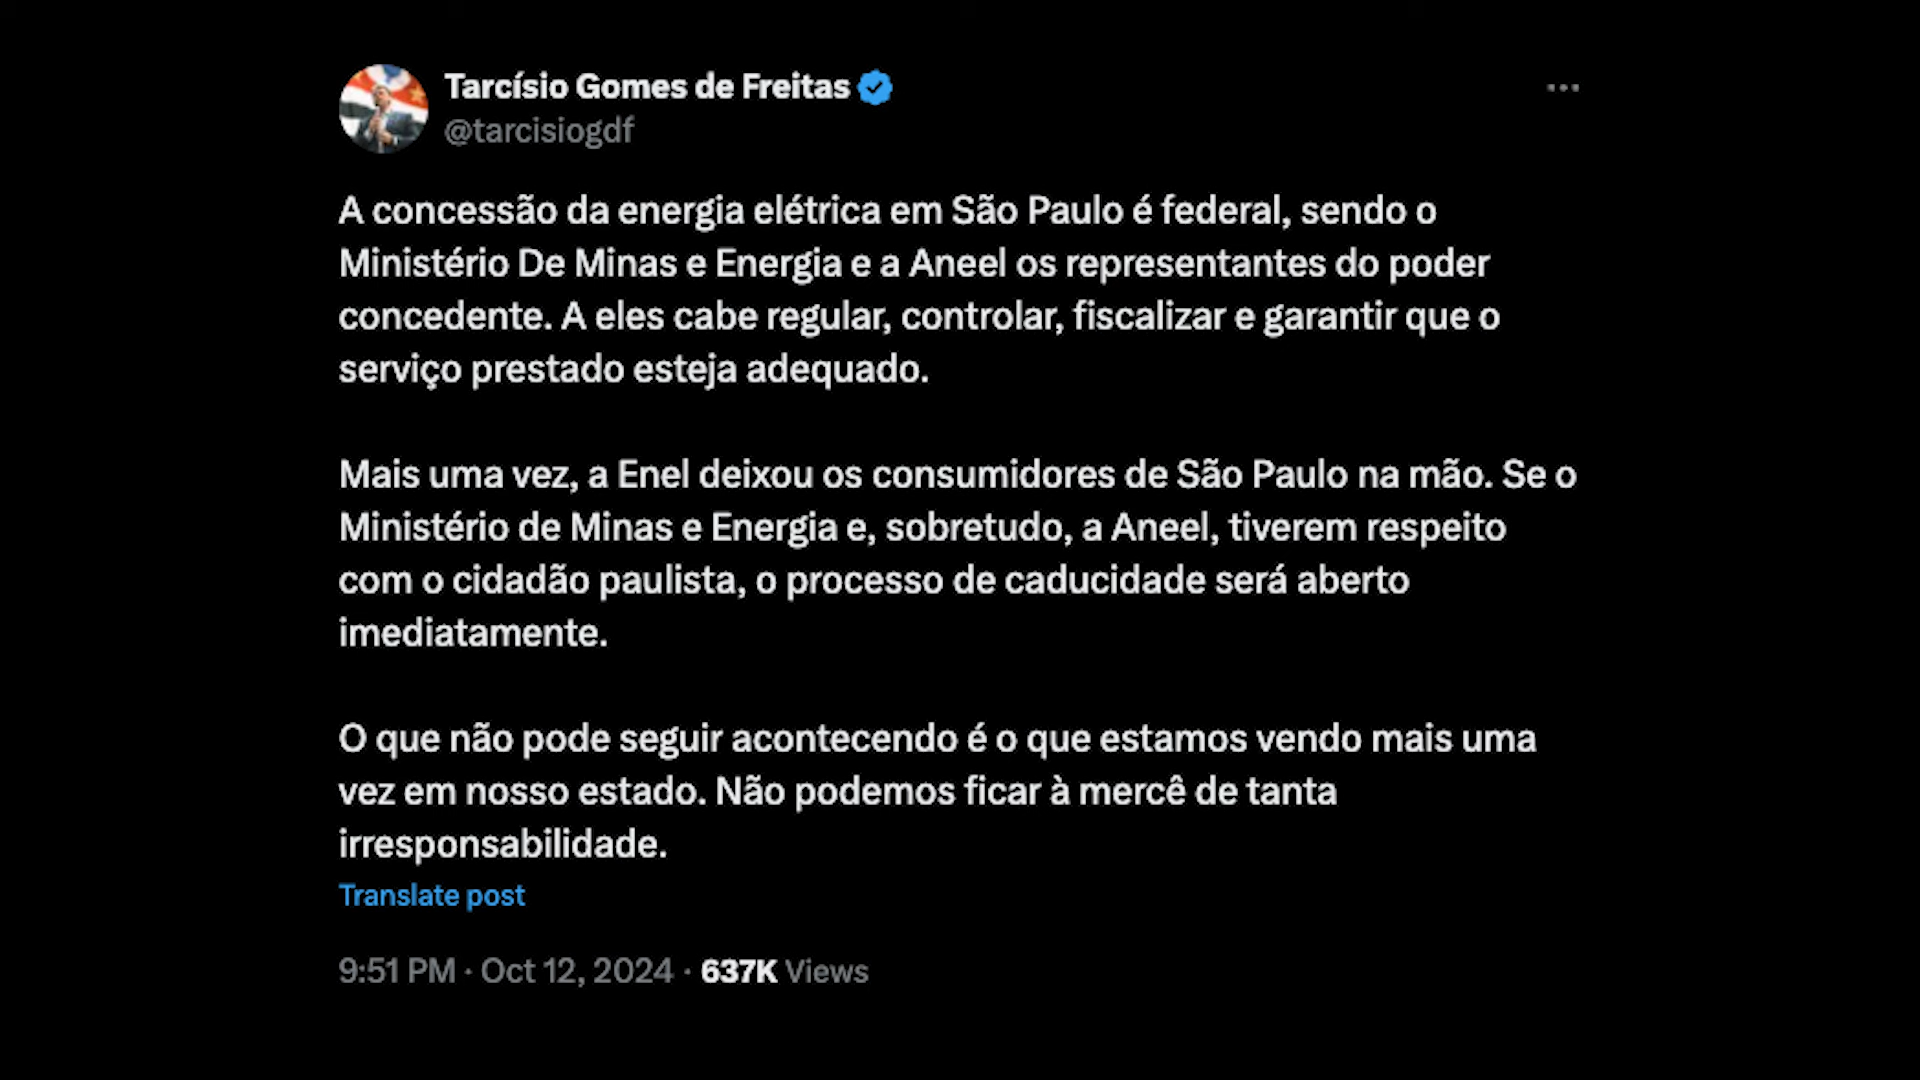 Tarcísio Gomes de Freitas
@tarcisiogdf
A concessão da energia elétrica em São Paulo é federal, sendo o
Ministério De Minas e Energia e a Aneel os representantes do poder
concedente. A eles cabe regular, controlar, fiscalizar e garantir que o
serviço prestado esteja adequado.
Mais uma vez, a Enel deixou os consumidores de São Paulo na mão. Se o
Ministério de Minas e Energia e, sobretudo, a Aneel, tiverem respeito
com o cidadão paulista, o processo de caducidade será aberto
imediatamente.
O que não pode seguir acontecendo é o que estamos vendo mais uma
vez em nosso estado. Não podemos ficar à mercê de tanta
irresponsabilidade.
Translate post
9:51 PM · Oct 12, 2024 · 637K Views